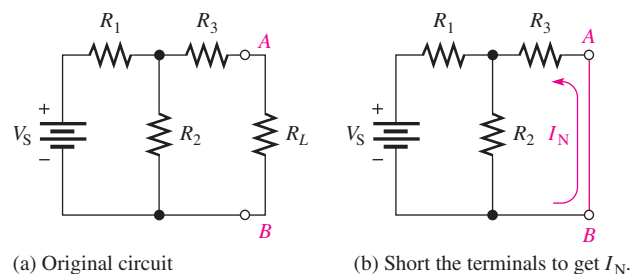 R1 R3 A
R1 R3 A
+ VS − R2 RL
+ VS − R2 IN
B
B
(a) Original circuit
(b) Short the terminals to get IN.